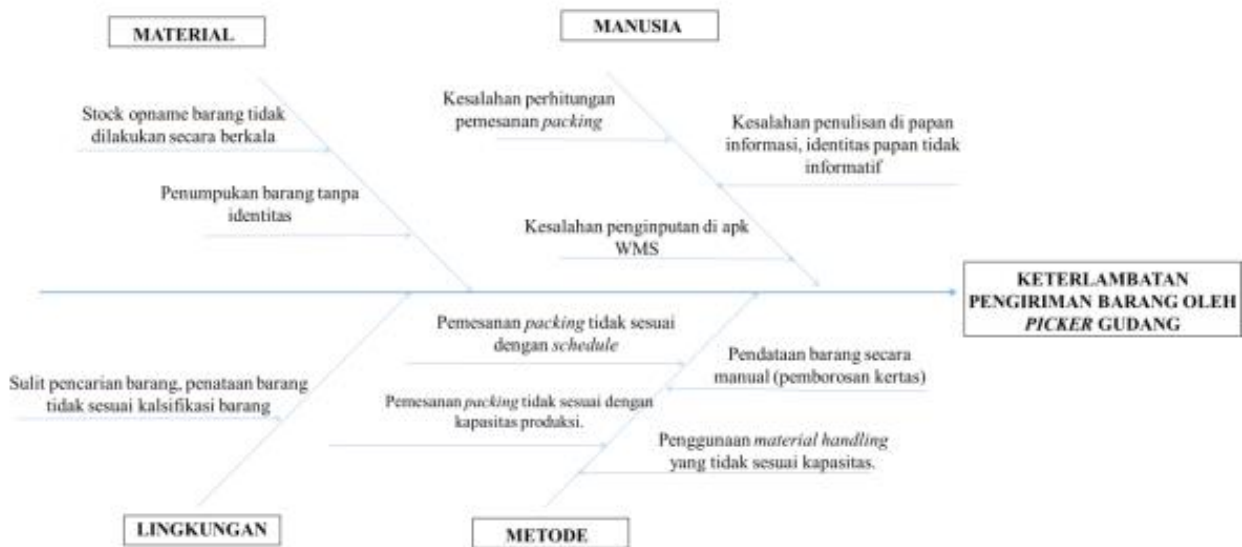 MATERIAL
MANUSIA
Stock opname barang tidak
dilakukan secara berkala
Penumpukan barang tanpa
identitas
Kesalahan perhitungan
pemesanan packing
Kesalahan penulisan di papan
informasi, identitas papan tidak
informatif
Kesalahan penginputan di apk
WMS
KETERLAMBATAN
PENGIRIMAN BARANG OLEH
PICKER GUDANG
Pemesanan packing tidak sesuai
dengan schedule
Pendataan barang secara
manual (pemborosan kertas)
Sulit pencarian barang, penataan barang
tidak sesuai kalsifikasi barang
Pemesanan packing tidak sesuai dengan
kapasitas produksi.
Penggunaan material handling
yang tidak sesuai kapasitas.
LINGKUNGAN
METODE